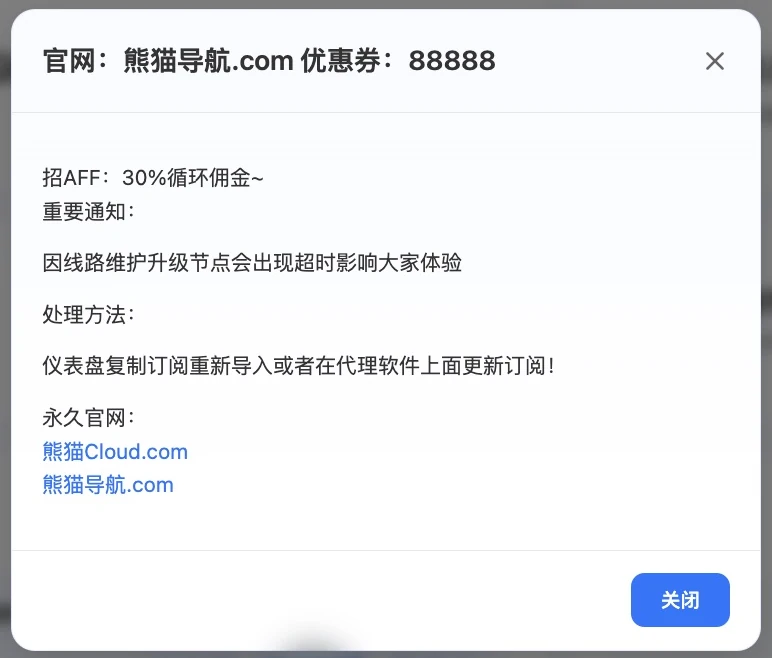 官网：熊猫导航.com 优惠券：88888
招AFF：30%循环佣金~
重要通知：
因线路维护升级节点会出现超时影响大家体验
处理方法：
仪表盘复制订阅重新导入或者在代理软件上面更新订阅！
永久官网：
熊猫Cloud.com
熊猫导航.com
关闭